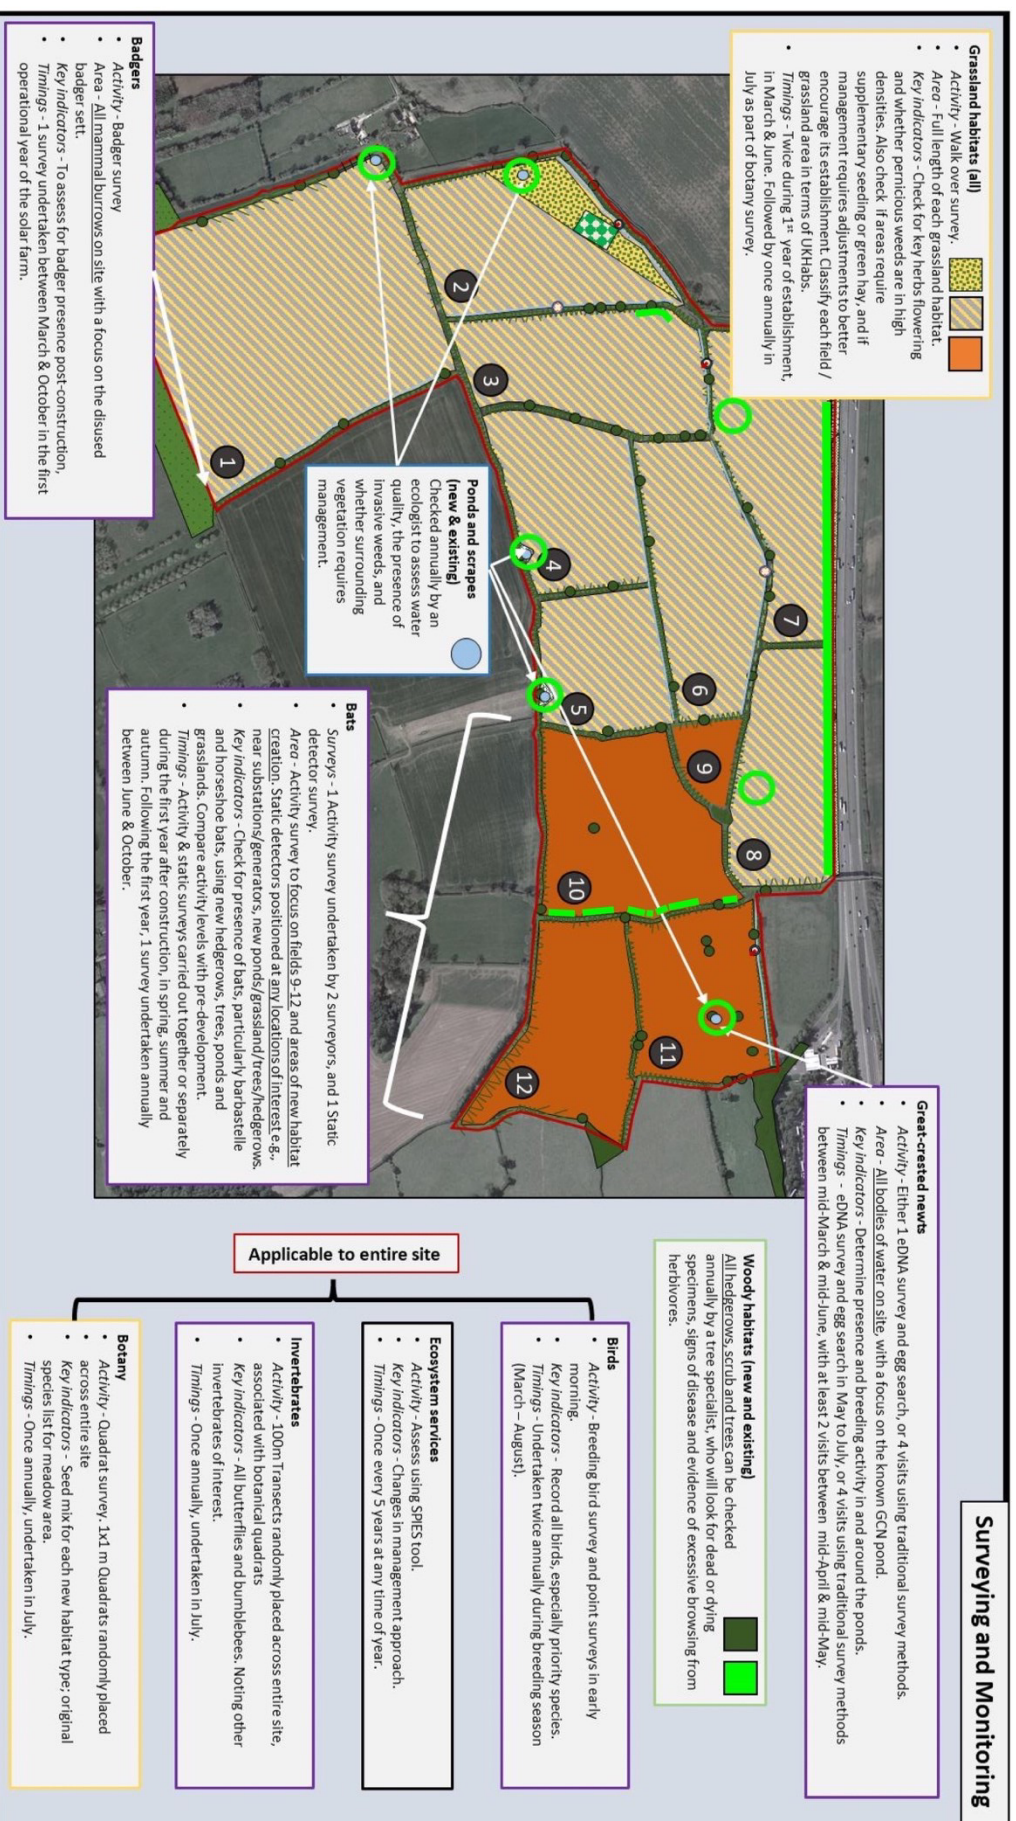 Surveying and Monitoring
Grassland habitats (all)
• Activity - Walk over survey.
• Area - Full length of each grassland habitat.
• Key indicators - Check for key herbs flowering
and whether pernicious weeds are in high
densities. Also check if areas require
supplementary seeding or green hay, and if
management requires adjustments to better
encourage its establishment. Classify each field /
grassland area in terms of UKHabs.
• Timings - Twice during 1st year of establishment,
in March & June. Followed by once annually in
July as part of botany survey.
Great-crested newts
• Activity - Either 1 eDNA survey and egg search, or 4 visits using traditional survey methods.
• Area - All bodies of water on site, with a focus on the known GCN pond.
• Key indicators - Determine presence and breeding activity in and around the ponds.
• Timings - eDNA survey and egg search in May to July, or 4 visits using traditional survey methods
between mid-March & mid-June, with at least 2 visits between mid-April & mid-May.
Woody habitats (new and existing)
All hedgerows, scrub and trees can be checked
annually by a tree specialist, who will look for dead or dying
specimens, signs of disease and evidence of excessive browsing from
herbivores.
7
8
6
9
2
3
4
5
10
11
12
1
Ponds and scrapes
(new & existing)
Checked annually by an
ecologist to assess water
quality, the presence of
invasive weeds, and
whether surrounding
vegetation requires
management.
Bats
• Surveys - 1 Activity survey undertaken by 2 surveyors, and 1 Static
detector survey.
• Area - Activity survey to focus on fields 9-12 and areas of new habitat
creation. Static detectors positioned at any locations of interest e.g.,
near substations/generators, new ponds/grassland/trees/hedgerows.
• Key indicators - Check for presence of bats, particularly barbastelle
and horseshoe bats, using new hedgerows, trees, ponds and
grasslands. Compare activity levels with pre-development.
• Timings - Activity & static surveys carried out together or separately
during the first year after construction, in spring, summer and
autumn. Following the first year, 1 survey undertaken annually
between June & October.
Badgers
• Activity - Badger survey
• Area - All mammal burrows on site with a focus on the disused
badger sett.
• Key indicators - To assess for badger presence post-construction,
• Timings - 1 survey undertaken between March & October in the first
operational year of the solar farm.
Applicable to entire site
Birds
• Activity - Breeding bird survey and point surveys in early
morning.
• Key indicators - Record all birds, especially priority species.
• Timings - Undertaken twice annually during breeding season
(March – August).
Ecosystem services
• Activity - Assess using SPIES tool.
• Key indicators - Changes in management approach.
• Timings - Once every 5 years at any time of year.
Invertebrates
• Activity - 100m Transects randomly placed across entire site,
associated with botanical quadrats
• Key indicators - All butterflies and bumblebees. Noting other
invertebrates of interest.
• Timings - Once annually, undertaken in July.
Botany
• Activity - Quadrat survey. 1x1 m Quadrats randomly placed
• across entire site
• Key indicators - Seed mix for each new habitat type; original
species list for meadow area.
• Timings - Once annually, undertaken in July.